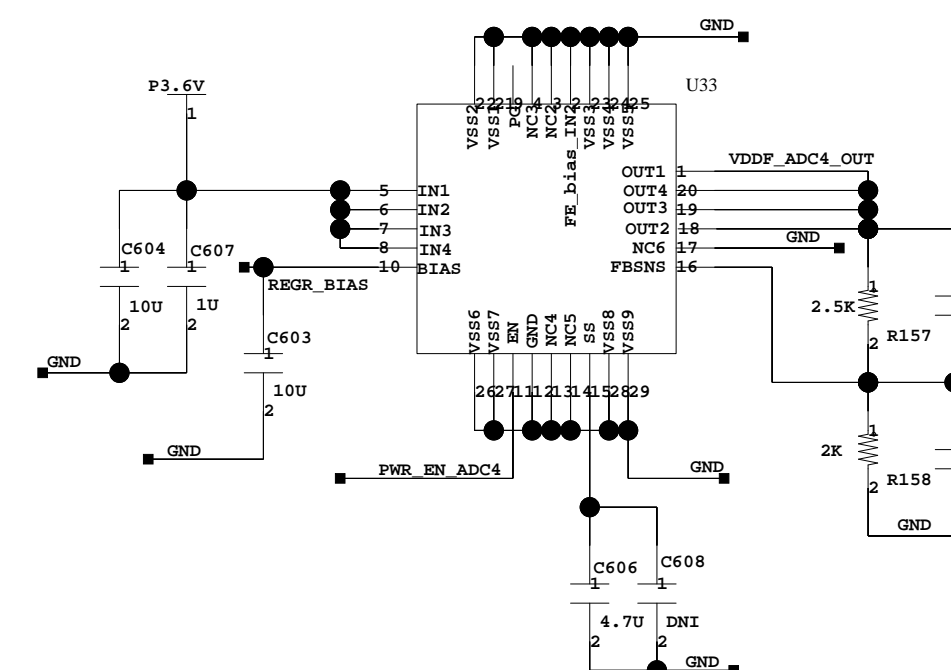 GND
U33
P3.6V
1
VSS2
VSS1
PG
NC3
NC2
FE_bias_IN2
VSS3
VSS4
25
OUT1 1 VDDF_ADC4_OUT
5 IN1
OUT4 20
6 IN2
OUT3 19
7 IN3
OUT2 18
8 IN4
NC6 17 GND
10 BIAS
FBSNS 16
C604
1
10U
2
C607
1
1U
2
REGR_BIAS
GND
C603
1
10U
2
GND
VSS6
VSS7
EN
GND
NC4
NC5
SS
VSS8
VSS9
26 27 11 11 12 13 14 15 28 29
PWR_EN_ADC4
GND
1
2.5K
R157
2
1
2K
R158
2
GND
C606
1
4.7U
2
C608
1
DNI
2
GND